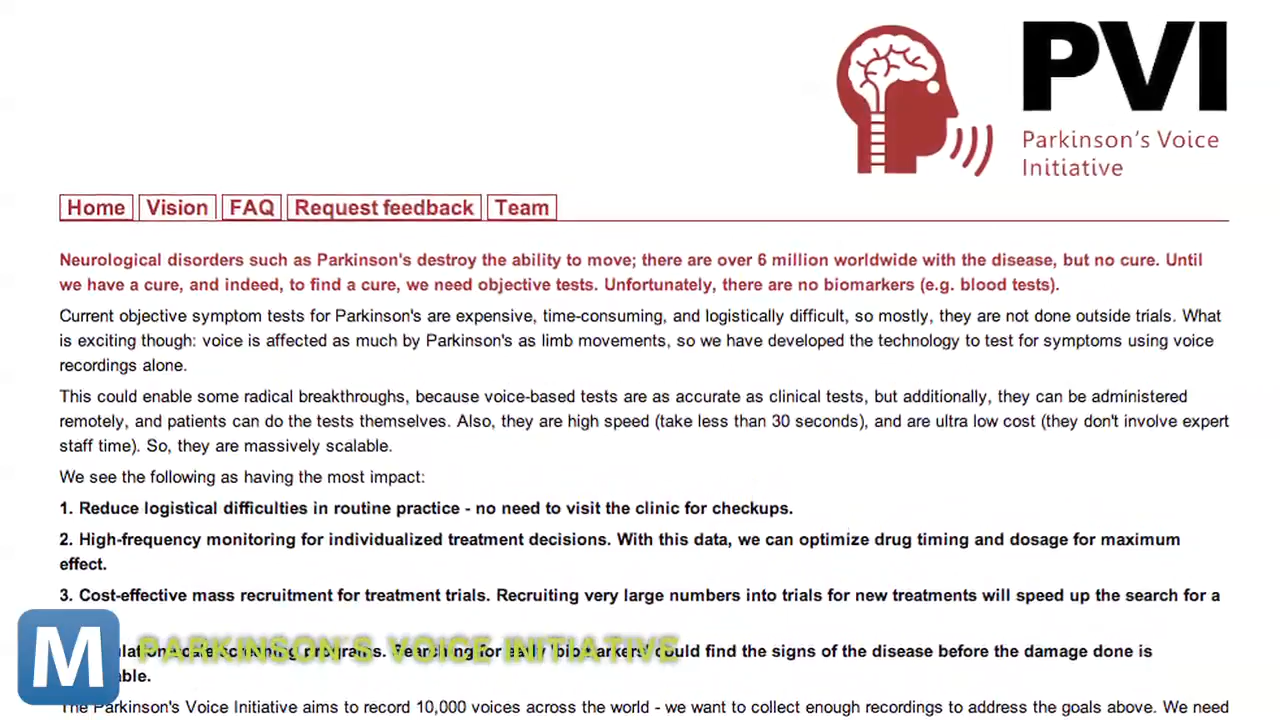 PVI
Parkinson's Voice
Initiative
Home Vision FAQ Request feedback Team
Neurological disorders such as Parkinson's destroy the ability to move; there are over 6 million worldwide with the disease, but no cure. Until
we have a cure, and indeed, to find a cure, we need objective tests. Unfortunately, there are no biomarkers (e.g. blood tests).
Current objective symptom tests for Parkinson's are expensive, time-consuming, and logistically difficult, so mostly, they are not done outside trials. What
is exciting though: voice is affected as much by Parkinson's as limb movements, so we have developed the technology to test for symptoms using voice
recordings alone.
This could enable some radical breakthroughs, because voice-based tests are as accurate as clinical tests, but additionally, they can be administered
remotely, and patients can do the tests themselves. Also, they are high speed (take less than 30 seconds), and are ultra low cost (they don't involve expert
staff time). So, they are massively scalable.
We see the following as having the most impact:
1. Reduce logistical difficulties in routine practice - no need to visit the clinic for checkups.
2. High-frequency monitoring for individualized treatment decisions. With this data, we can optimize drug timing and dosage for maximum
effect.
3. Cost-effective mass recruitment for treatment trials. Recruiting very large numbers into trials for new treatments will speed up the search for a
programs. Searching for early 'biomarkers' could find the signs of the disease before the damage done is
M PARKINSON'S VOICE INITIATIVE
The Parkinson's Voice Initiative aims to record 10,000 voices across the world - we want to collect enough recordings to address the goals above. We need